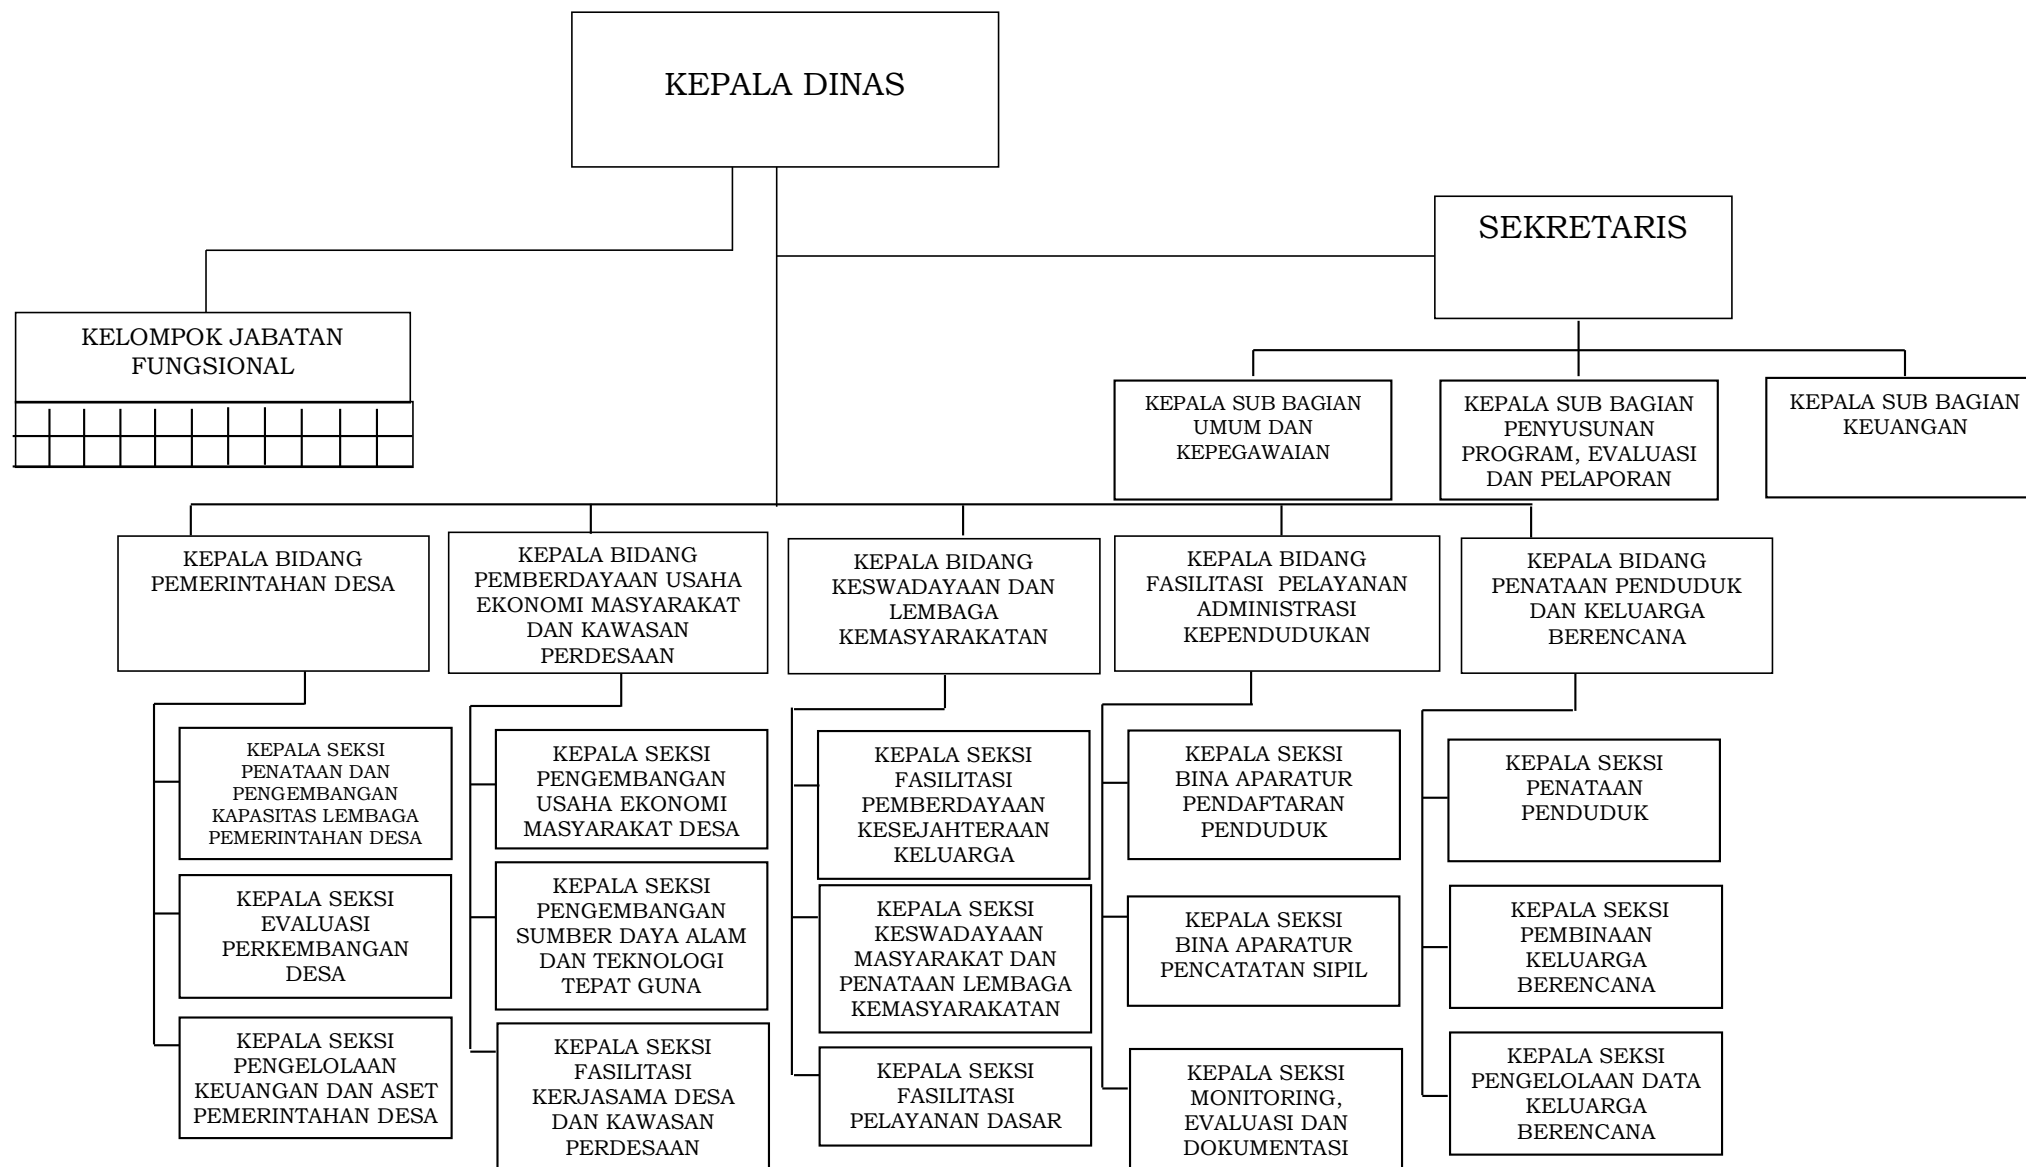 KEPALA DINAS
SEKRETARIS
KELOMPOK JABATAN
FUNGSIONAL
KEPALA SUB BAGIAN
UMUM DAN
KEPEGAWAIAN
KEPALA SUB BAGIAN
PENYUSUNAN
PROGRAM, EVALUASI
DAN PELAPORAN
KEPALA SUB BAGIAN
KEUANGAN
KEPALA BIDANG
PEMERINTAHAN DESA
KEPALA BIDANG
PEMBERDAYAAN USAHA
EKONOMI MASYARAKAT
DAN KAWASAN
PERDESAAN
KEPALA BIDANG
KESWADAYAAN DAN
LEMBAGA
KEMASYARAKATAN
KEPALA BIDANG
FASILITASI  PELAYANAN
ADMINISTRASI
KEPENDUDUKAN
KEPALA BIDANG
PENATAAN PENDUDUK
DAN KELUARGA
BERENCANA
KEPALA SEKSI
PENATAAN DAN
PENGEMBANGAN
KAPASITAS LEMBAGA
PEMERINTAHAN DESA
KEPALA SEKSI
PENGEMBANGAN
USAHA EKONOMI
MASYARAKAT DESA
KEPALA SEKSI
FASILITASI
PEMBERDAYAAN
KESEJAHTERAAN
KELUARGA
KEPALA SEKSI
BINA APARATUR
PENDAFTARAN
PENDUDUK
KEPALA SEKSI
PENATAAN
PENDUDUK
KEPALA SEKSI
EVALUASI
PERKEMBANGAN
DESA
KEPALA SEKSI
PENGEMBANGAN
SUMBER DAYA ALAM
DAN TEKNOLOGI
TEPAT GUNA
KEPALA SEKSI
KESWADAYAAN
MASYARAKAT DAN
PENATAAN LEMBAGA
KEMASYARAKATAN
KEPALA SEKSI
BINA APARATUR
PENCATATAN SIPIL
KEPALA SEKSI
PEMBINAAN
KELUARGA
BERENCANA
KEPALA SEKSI
PENGELOLAAN
KEUANGAN DAN ASET
PEMERINTAHAN DESA
KEPALA SEKSI
FASILITASI
KERJASAMA DESA
DAN KAWASAN
PERDESAAN
KEPALA SEKSI
FASILITASI
PELAYANAN DASAR
KEPALA SEKSI
MONITORING,
EVALUASI DAN
DOKUMENTASI
KEPALA SEKSI
PENGELOLAAN DATA
KELUARGA
BERENCANA